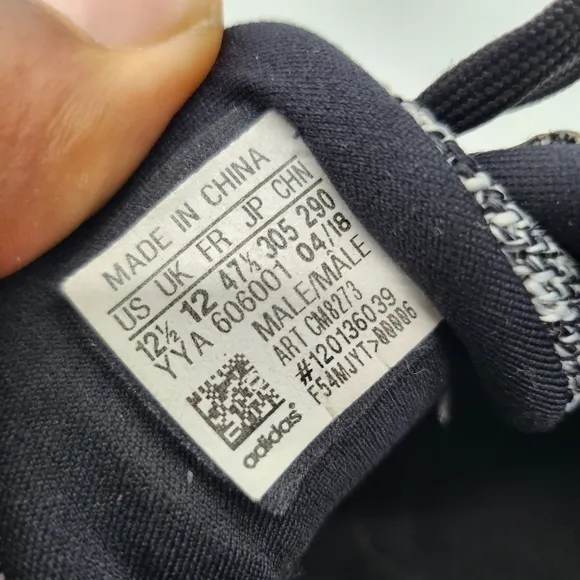 MADE IN CHINA
US UK FR JP CHN
12½ 12 47⅓ 305 290
YYA 606001 04/18
MALE/MÂLE
ART CM8273
#120136039
F54MJYT>00006
adidas®